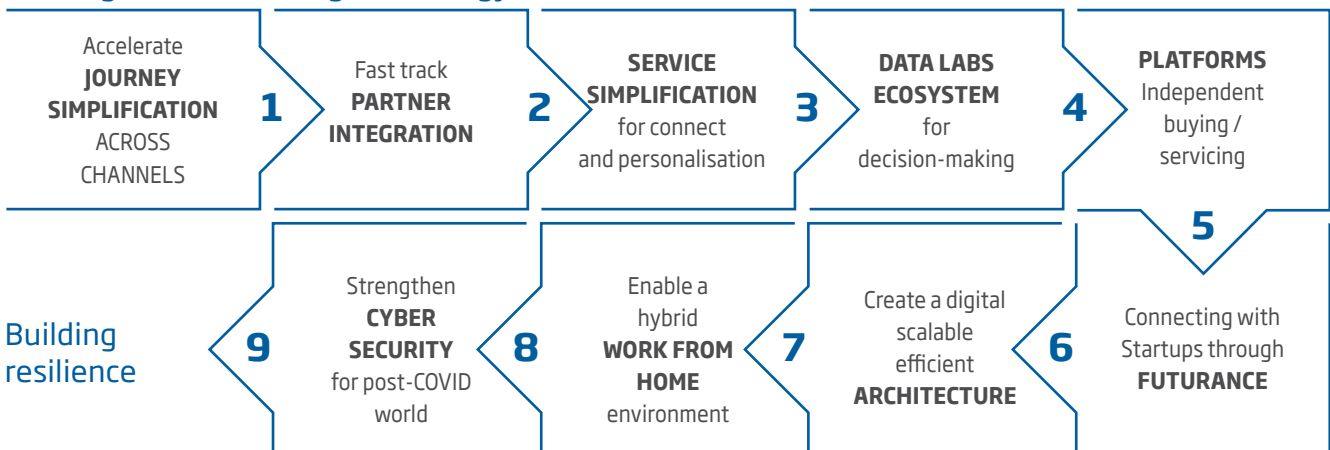 Accelerate
JOURNEY
SIMPLIFICATION
ACROSS
CHANNELS
1
Fast track
PARTNER
INTEGRATION
2
SERVICE
SIMPLIFICATION
for connect
and personalisation
3
DATA LABS
ECOSYSTEM
for
decision-making
4
PLATFORMS
Independent
buying /
servicing
5
Connecting with
Startups through
FUTURANCE
6
Create a digital
scalable
efficient
ARCHITECTURE
7
Enable a
hybrid
WORK FROM
HOME
environment
8
Strengthen
CYBER
SECURITY
for post-COVID
world
9
Building
resilience